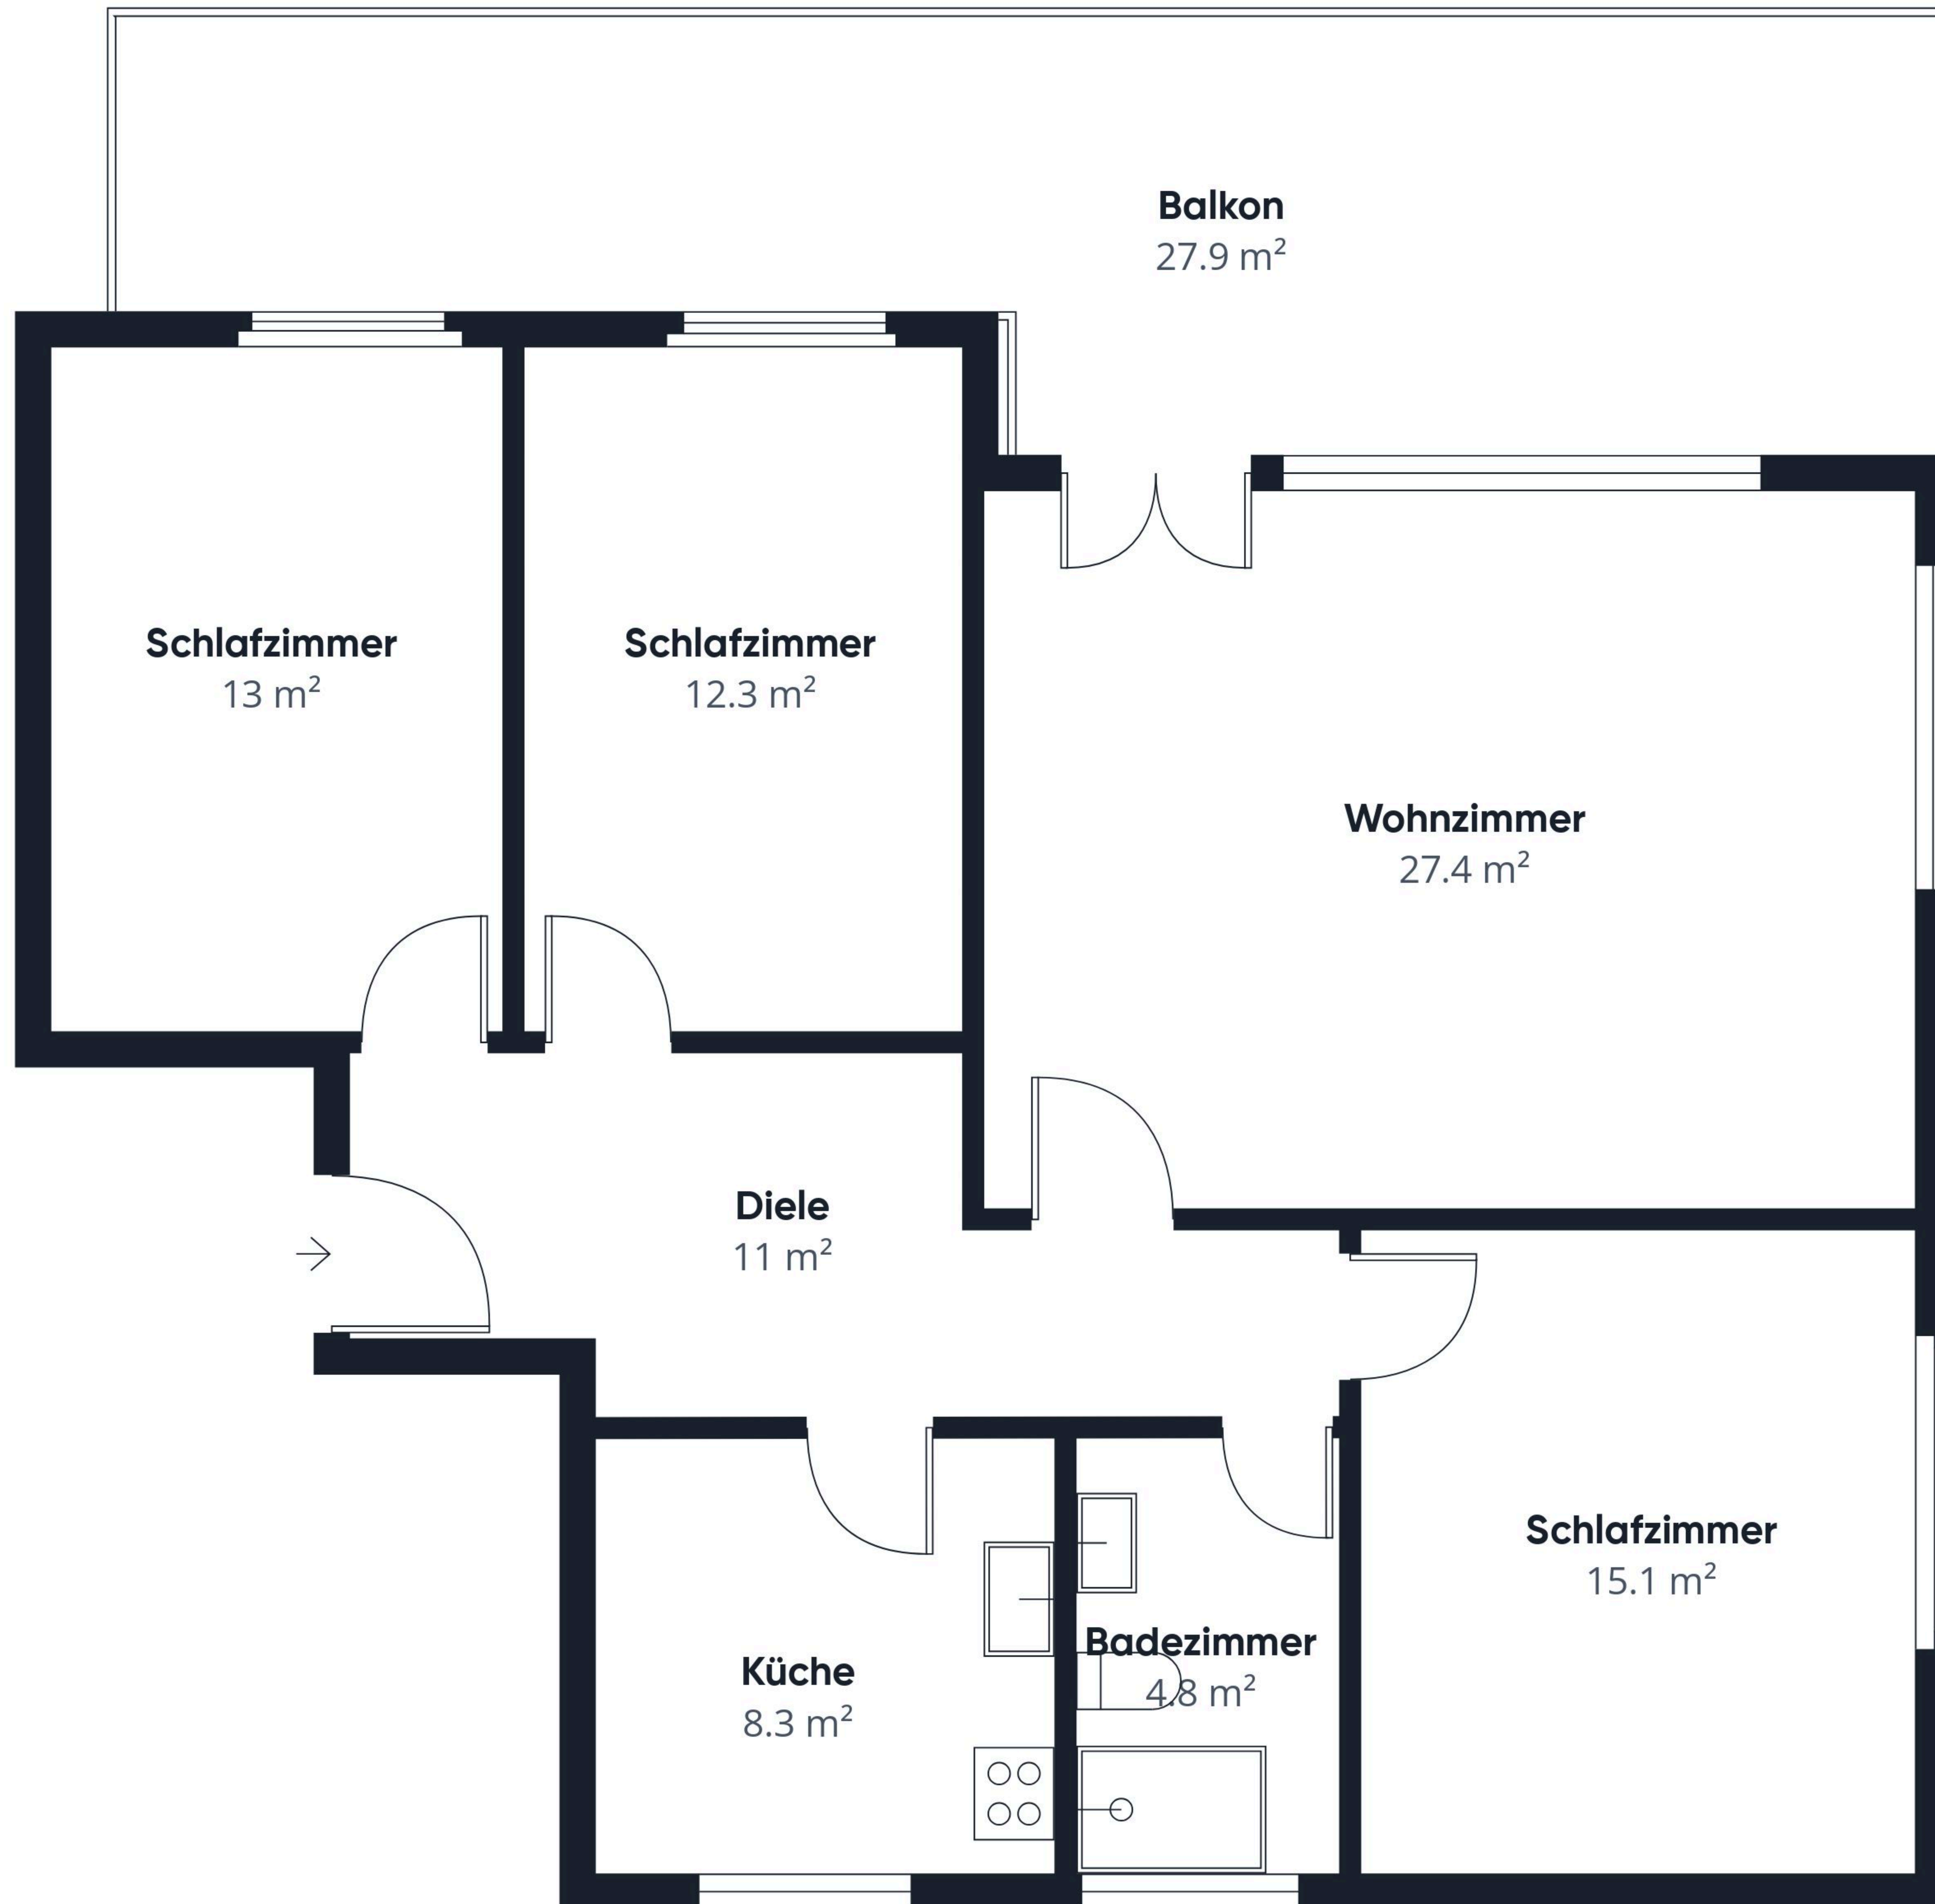 Balkon
27.9 m²
Schlafzimmer
13 m²
Schlafzimmer
12.3 m²
Wohnzimmer
27.4 m²
Diele
11 m²
Schlafzimmer
15.1 m²
Badezimmer
4.8 m²
Küche
8.3 m²